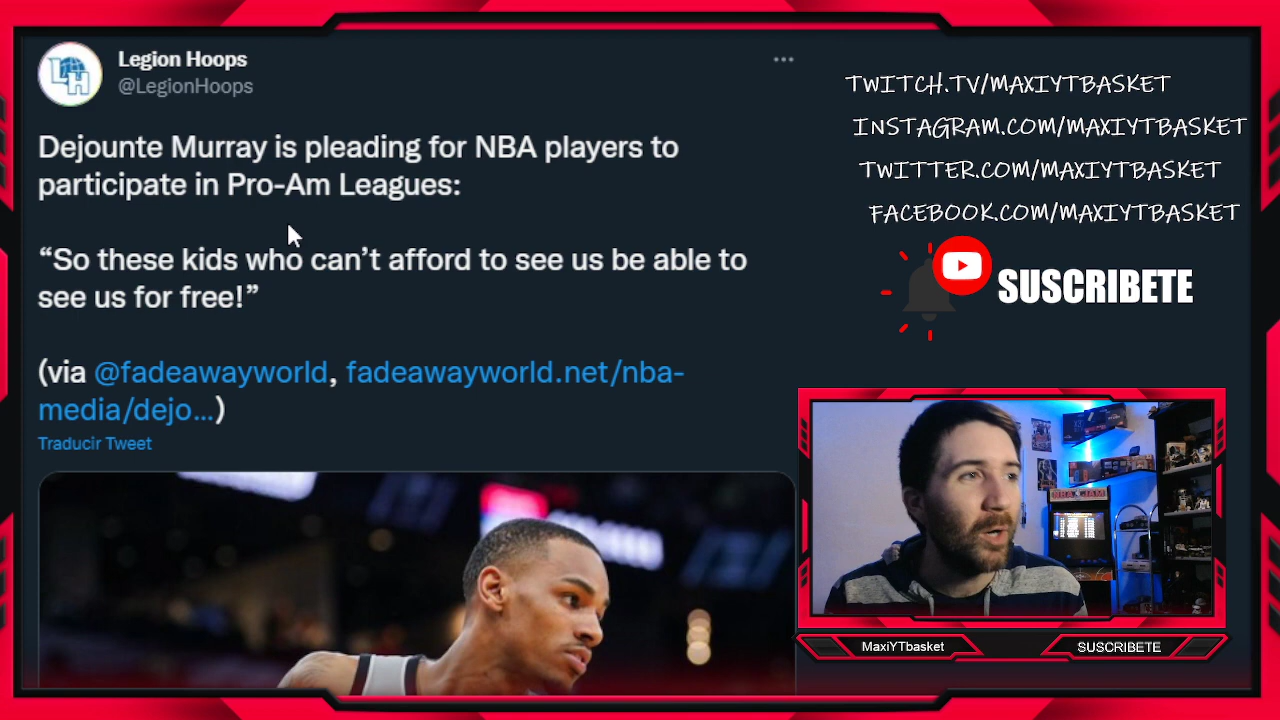 Legion Hoops
@LegionHoops
Dejounte Murray is pleading for NBA players to
participate in Pro-Am Leagues:
“So these kids who can’t afford to see us be able to
see us for free!”
(via @fadeawayworld, fadeawayworld.net/nba-
media/dejo...)
Traducir Tweet
TWITCH.TV/MAXIYTBASKET
INSTAGRAM.COM/MAXIYTBASKET
TWITTER.COM/MAXIYTBASKET
FACEBOOK.COM/MAXIYTBASKET
SUSCRIBETE
NBA JAM
MaxiYTbasket
SUSCRIBETE